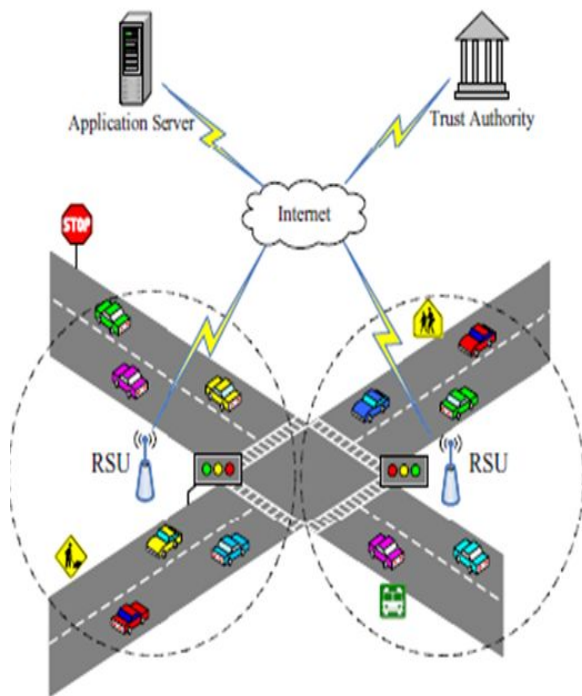 Application Server
Trust Authority
Internet
STOP
RSU
RSU